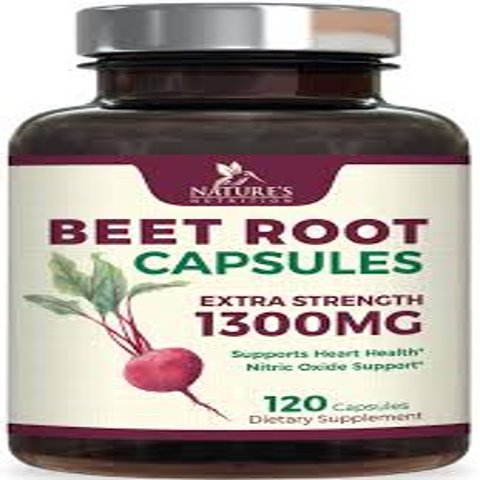 NATURE'S
NUTRITION
BEET ROOT
CAPSULES
EXTRA STRENGTH
1300MG
Supports Heart Health*
Nitric Oxide Support*
120 Capsules
Dietary Supplement